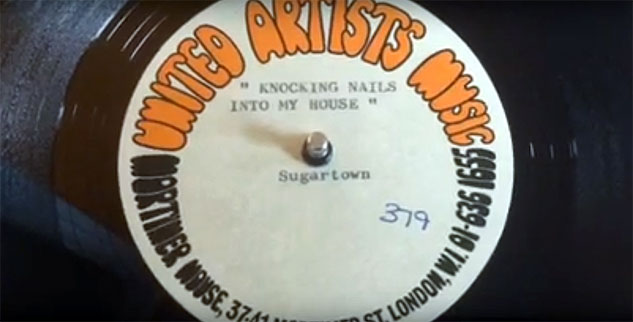 UNITED ARTISTS MUSIC
" KNOCKING NAILS
INTO MY HOUSE "
Sugartown
379
MORTIMER HOUSE, 37.41 MORTIMER ST. LONDON, W.1. 01-636 1655